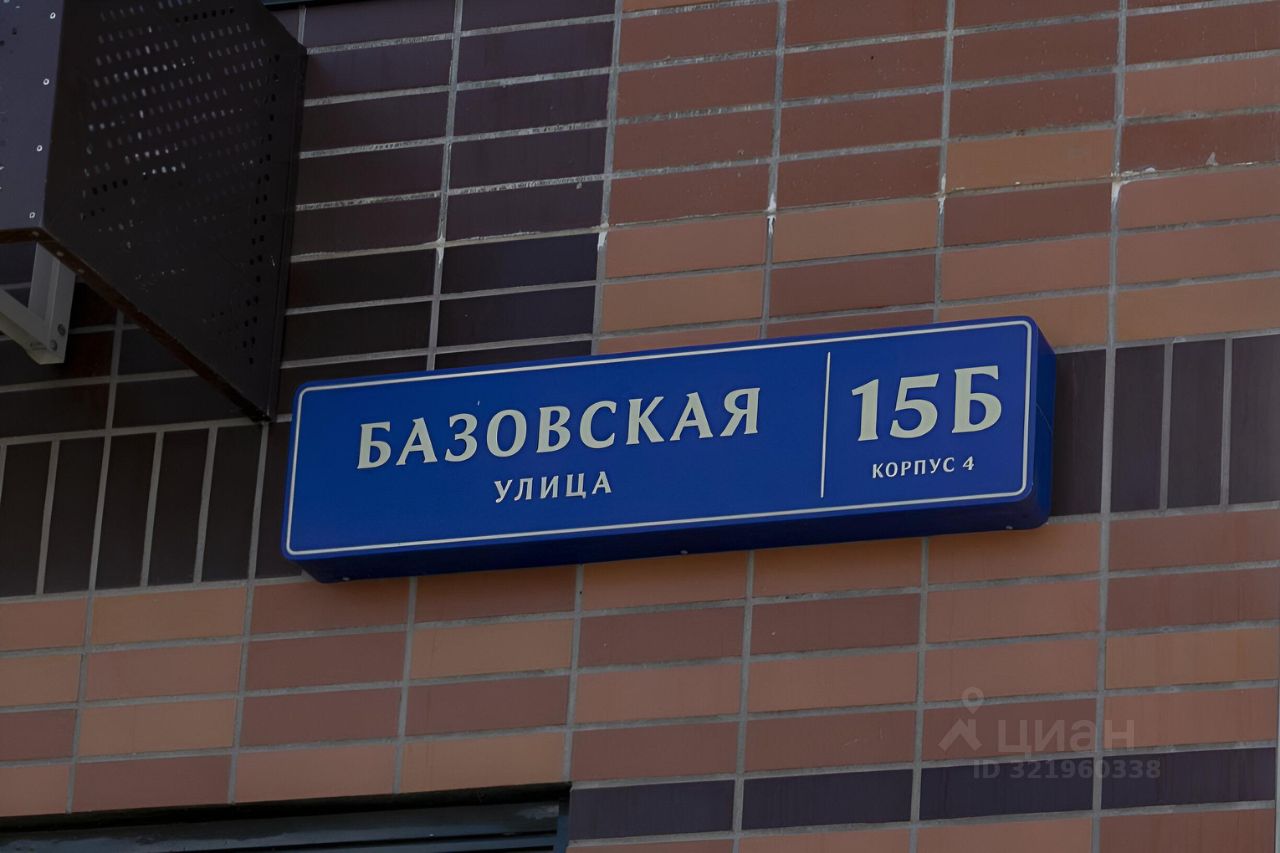 БАЗОВСКАЯ
УЛИЦА
15Б
КОРПУС 4
циан
ID 321960338